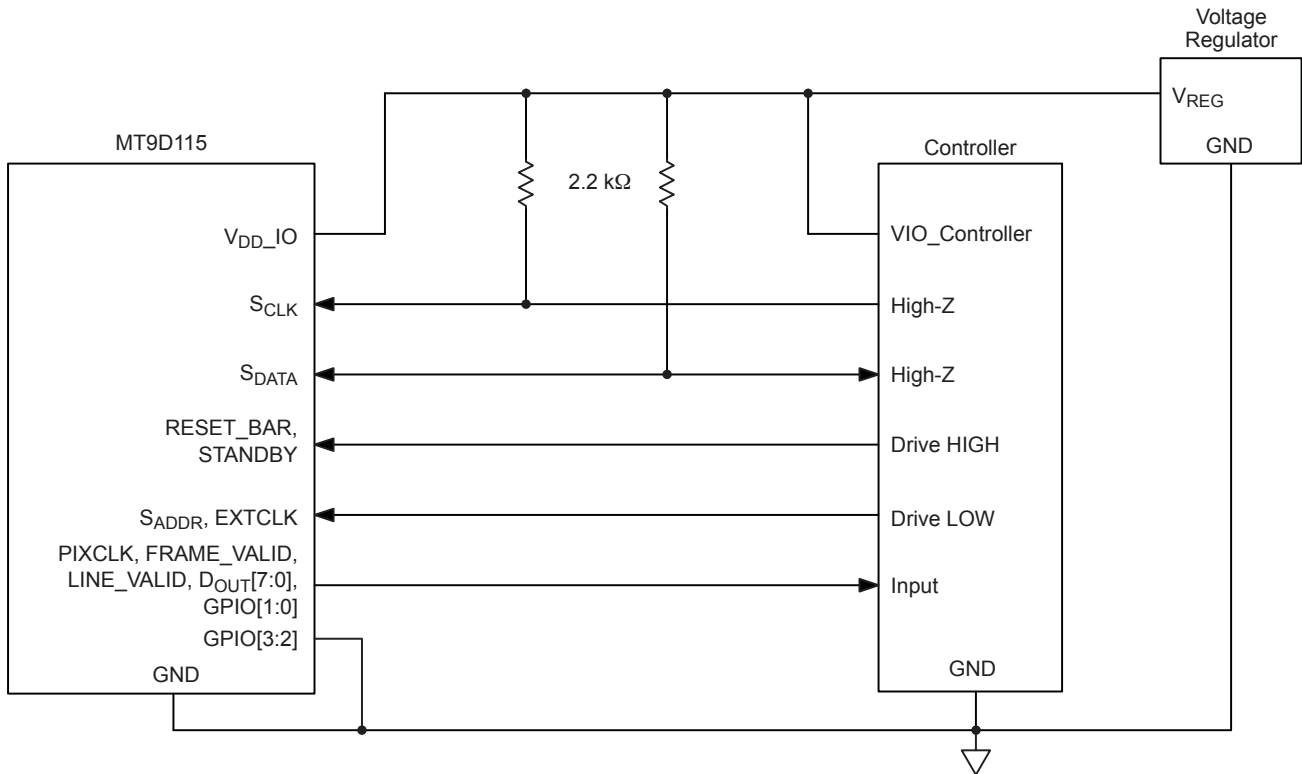 Voltage
Regulator
V_REG
GND
MT9D115
Controller
2.2 kΩ
V_DD_IO
VIO_Controller
S_CLK
High-Z
S_DATA
High-Z
RESET_BAR,
STANDBY
Drive HIGH
S_ADDR, EXTCLK
Drive LOW
PIXCLK, FRAME_VALID,
LINE_VALID, D_OUT[7:0],
GPIO[1:0]
Input
GPIO[3:2]
GND
GND